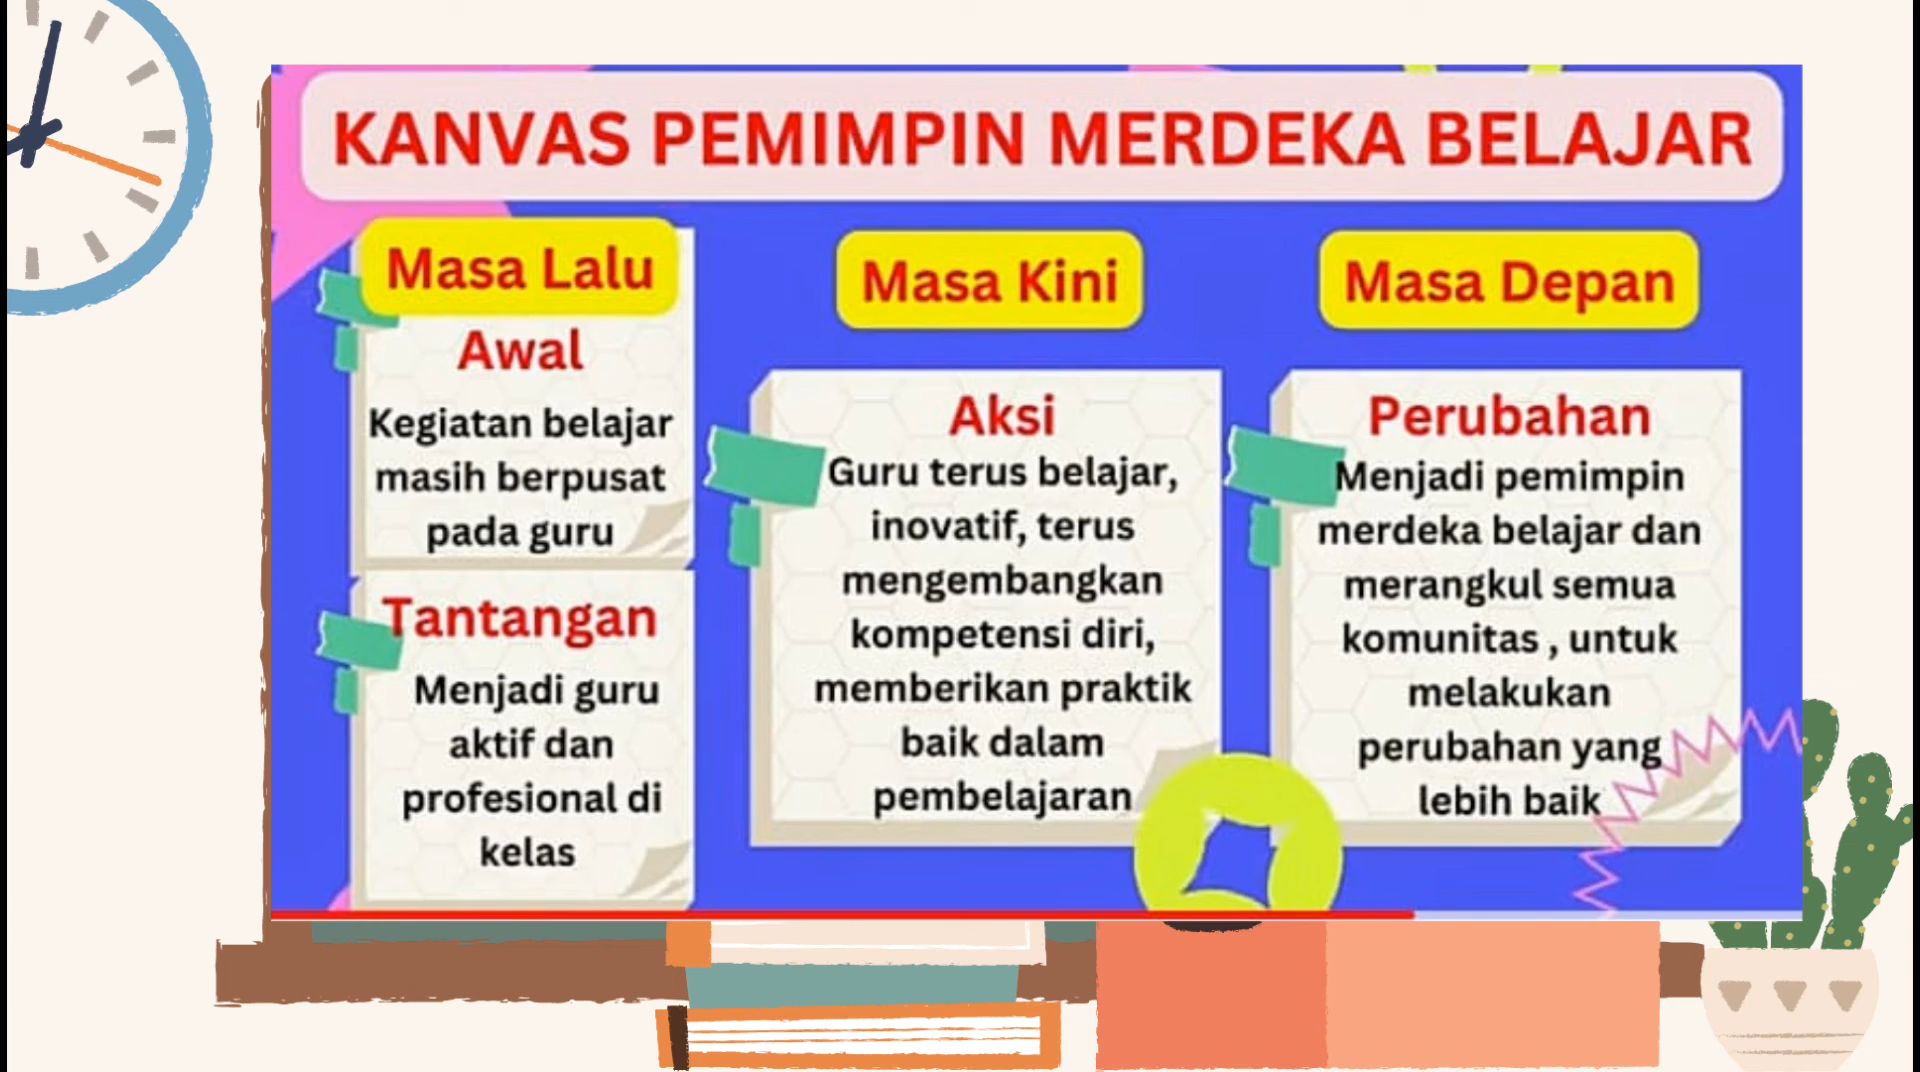 KANVAS PEMIMPIN MERDEKA BELAJAR
Masa Lalu
Awal
Kegiatan belajar
masih berpusat
pada guru
Tantangan
Menjadi guru
aktif dan
profesional di
kelas
Masa Kini
Aksi
Guru terus belajar,
inovatif, terus
mengembangkan
kompetensi diri,
memberikan praktik
baik dalam
pembelajaran
Masa Depan
Perubahan
Menjadi pemimpin
merdeka belajar dan
merangkul semua
komunitas , untuk
melakukan
perubahan yang
lebih baik